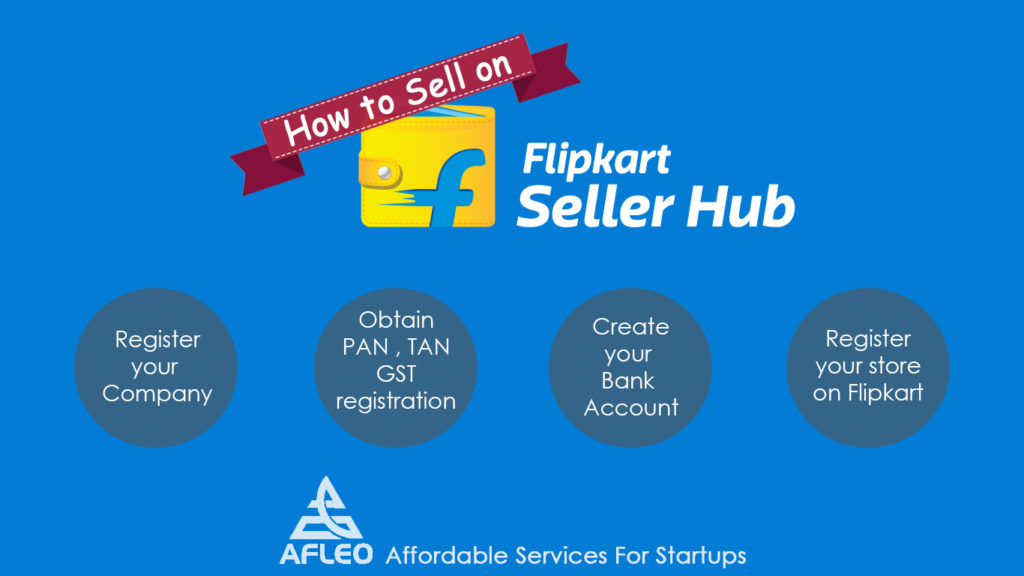 How to Sell on
Flipkart
Seller Hub
Register
your
Company
Obtain
PAN , TAN
GST
registration
Create
your
Bank
Account
Register
your store
on Flipkart
AFLEO Affordable Services For Startups